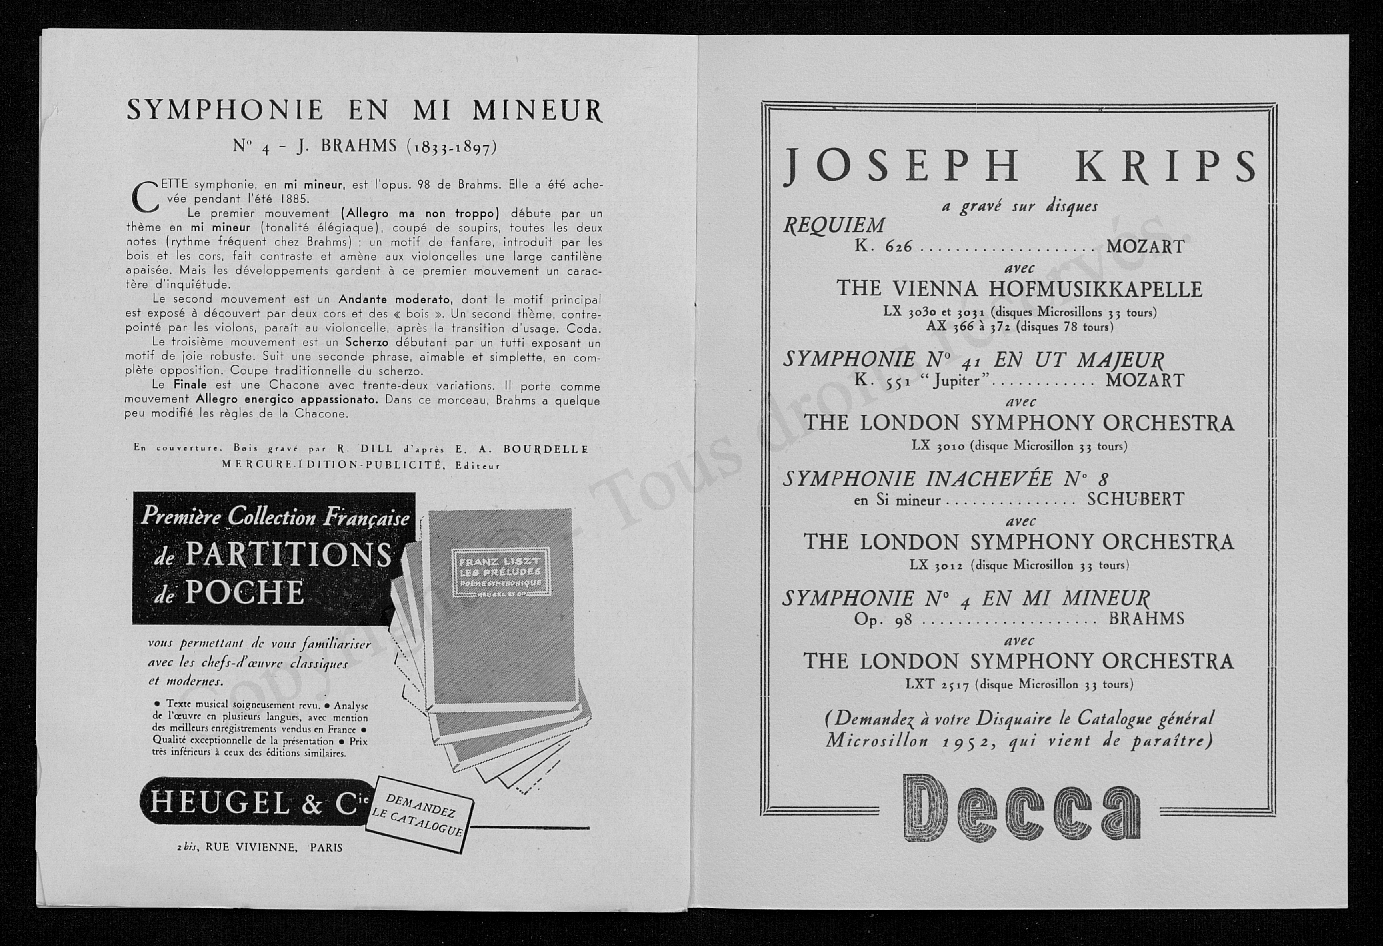 SYMPHONIE EN MI MINEUR
N° 4 - J. BRAHMS (1833-1897)
CETTE symphonie, en mi mineur, est l'opus. 98 de Brahms. Elle a été ache-
vée pendant l'été 1885.
Le premier mouvement (Allegro ma non troppo) débute par un
thème en mi mineur (tonalité élégiaque), coupé de soupirs, toutes les deux
notes (rythme fréquent chez Brahms) ; un motif de fanfare, introduit par les
bois et les cors, fait contraste et amène aux violoncelles une large cantilène
apaisée. Mais les développements gardent à ce premier mouvement un carac-
tère d'inquiétude.
Le second mouvement est un Andante moderato, dont le motif principal
est exposé à découvert par deux cors et des « bois ». Un second thème, contre-
pointé par les violons, paraît au violoncelle, après la transition d'usage. Coda.
Le troisième mouvement est un Scherzo débutant par un tutti exposant un
motif de joie robuste. Suit une seconde phrase, aimable et simplette, en com-
plète opposition. Coupe traditionnelle du scherzo.
Le Finale est une Chacone avec trente-deux variations. Il porte comme
mouvement Allegro energico appassionato. Dans ce morceau, Brahms a quelque
peu modifié les règles de la Chacone.
En couverture, Bois gravé par R. DILL d'après E. A. BOURDELLE
MERCURE-EDITION-PUBLICITÉ, Editeur
Première Collection Française
de PARTITIONS
de POCHE
FRANZ LISZT
LES PRÉLUDES
POÈME SYMPHONIQUE
HEUGEL ET Cie
vous permettant de vous familiariser
avec les chefs-d'œuvre classiques
et modernes.
• Texte musical soigneusement revu. • Analyse
de l'œuvre en plusieurs langues, avec mention
des meilleurs enregistrements vendus en France •
Qualité exceptionnelle de la présentation • Prix
très inférieurs à ceux des éditions similaires.
HEUGEL & Cie
DEMANDEZ
LE CATALOGUE
2 bis, RUE VIVIENNE, PARIS
JOSEPH KRIPS
a gravé sur disques
REQUIEM
K. 626 .................... MOZART
avec
THE VIENNA HOFMUSIKKAPELLE
LX 3030 et 3031 (disques Microsillons 33 tours)
AX 366 à 372 (disques 78 tours)
SYMPHONIE N° 41 EN UT MAJEUR
K. 551 "Jupiter"............ MOZART
avec
THE LONDON SYMPHONY ORCHESTRA
LX 3010 (disque Microsillon 33 tours)
SYMPHONIE INACHEVÉE N° 8
en Si mineur ............... SCHUBERT
avec
THE LONDON SYMPHONY ORCHESTRA
LX 3012 (disque Microsillon 33 tours)
SYMPHONIE N° 4 EN MI MINEUR
Op. 98 .................... BRAHMS
avec
THE LONDON SYMPHONY ORCHESTRA
LXT 2517 (disque Microsillon 33 tours)
(Demandez à votre Disquaire le Catalogue général
Microsillon 1952, qui vient de paraître)
Decca
Copyright © - Tous droits réservés.